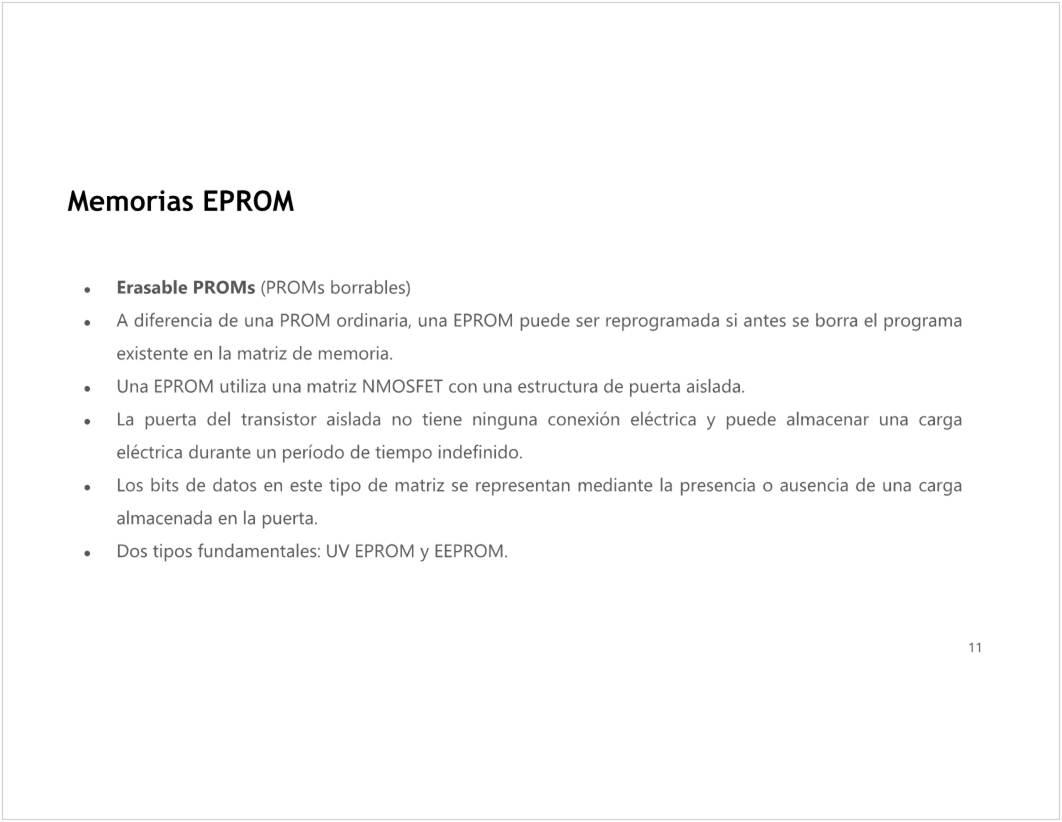 Memorias EPROM
• Erasable PROMs (PROMs borrables)
• A diferencia de una PROM ordinaria, una EPROM puede ser reprogramada si antes se borra el programa
existente en la matriz de memoria.
• Una EPROM utiliza una matriz NMOSFET con una estructura de puerta aislada.
• La puerta del transistor aislada no tiene ninguna conexión eléctrica y puede almacenar una carga
eléctrica durante un período de tiempo indefinido.
• Los bits de datos en este tipo de matriz se representan mediante la presencia o ausencia de una carga
almacenada en la puerta.
• Dos tipos fundamentales: UV EPROM y EEPROM.
11